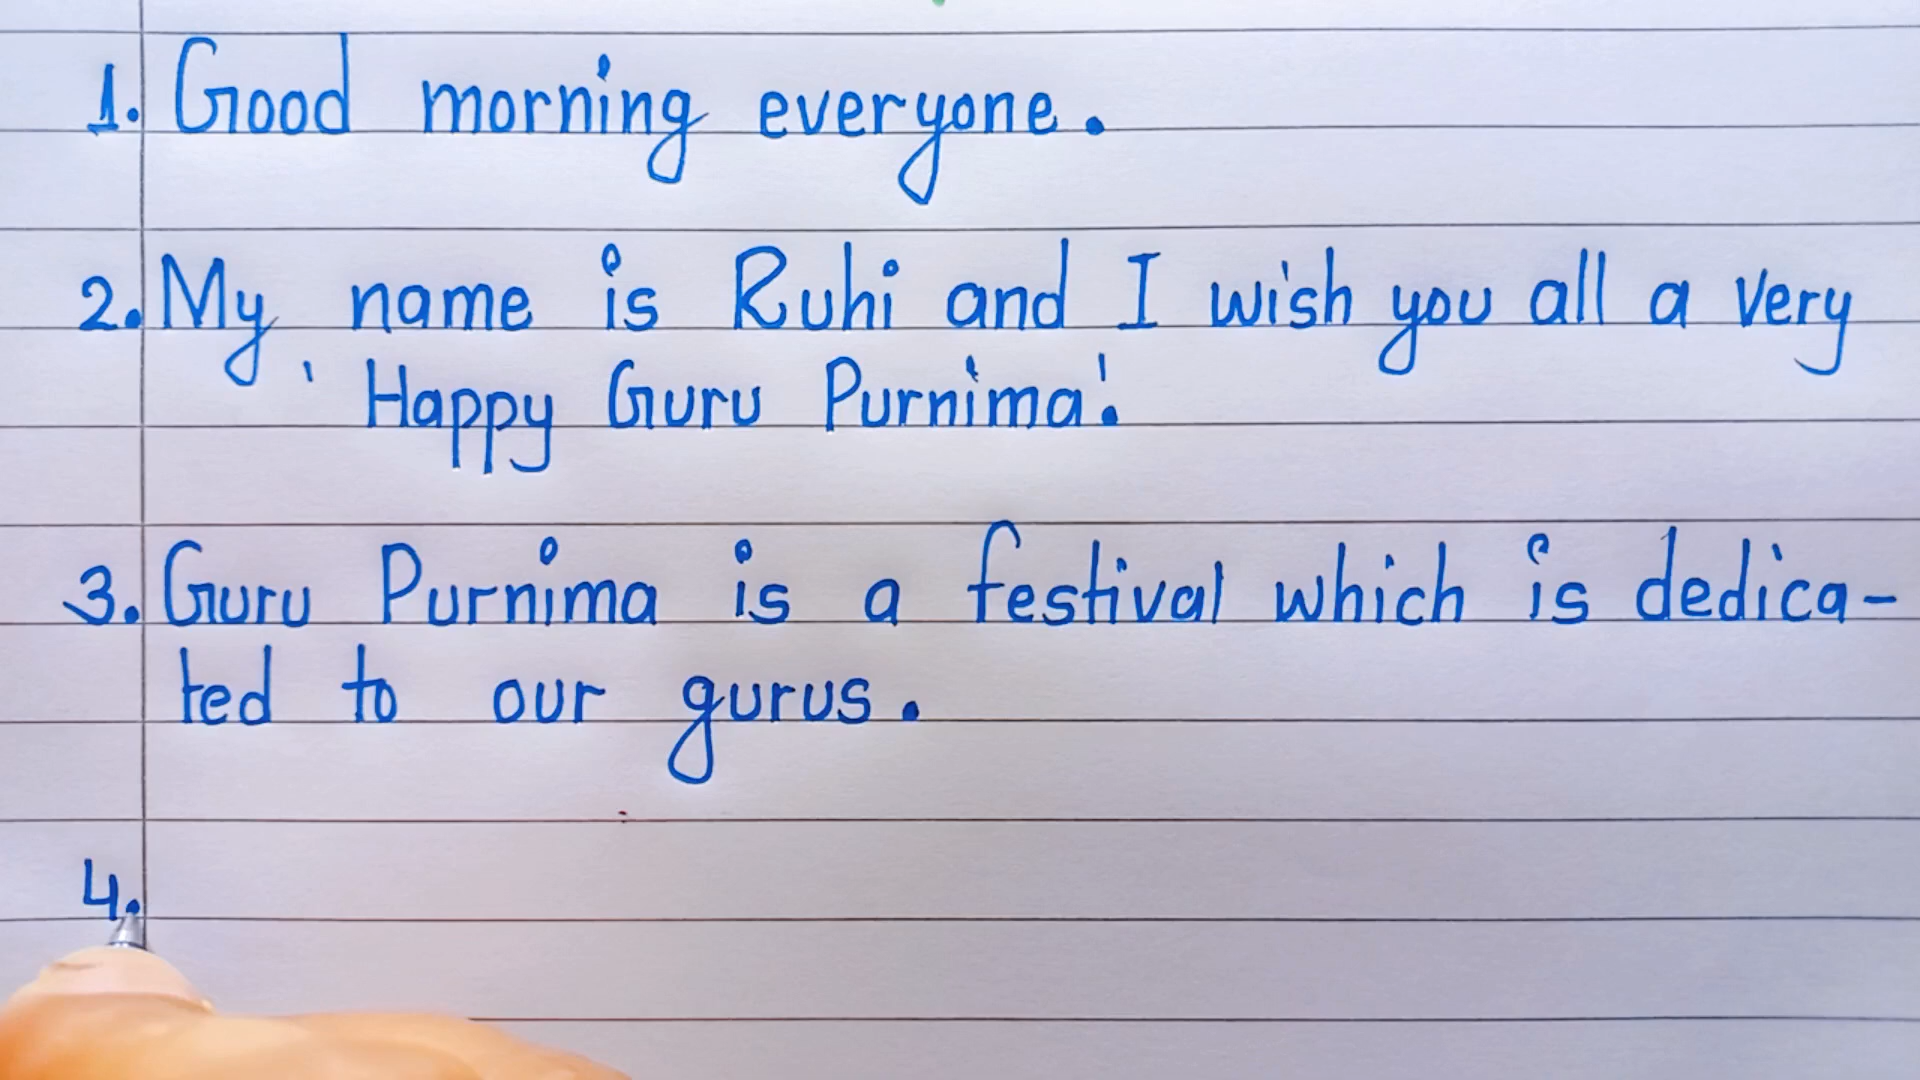 1. Good morning everyone.
2. My name is Ruhi and I wish you all a very
' Happy Guru Purnima'.
3. Guru Purnima is a festival which is dedica-
ted to our gurus.
4.